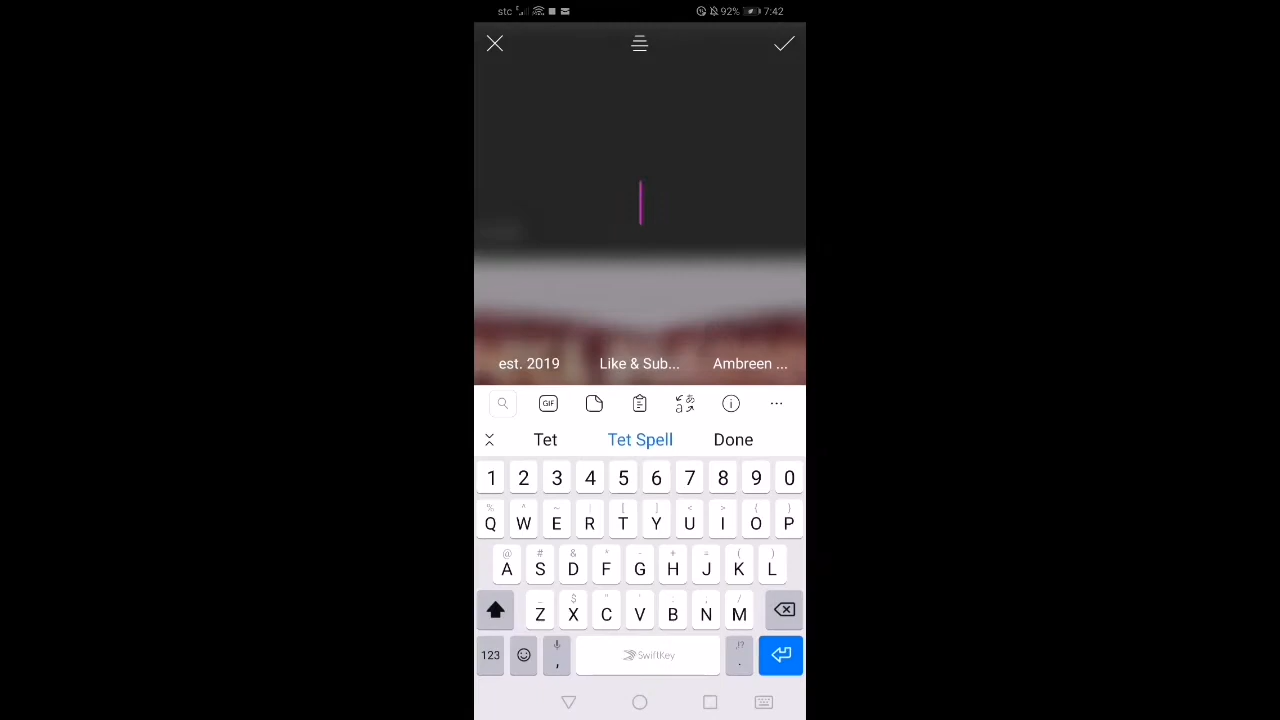 stc 92% 7:42
est. 2019 Like & Sub... Ambreen ...
GIF
Tet Tet Spell Done
1 2 3 4 5 6 7 8 9 0
% ^ ~ | [ ] < > { }
Q W E R T Y U I O P
@ # & * - + = ( )
A S D F G H J K L
_ $ " ' : ; /
Z X C V B N M
123 , SwiftKey ,!? .